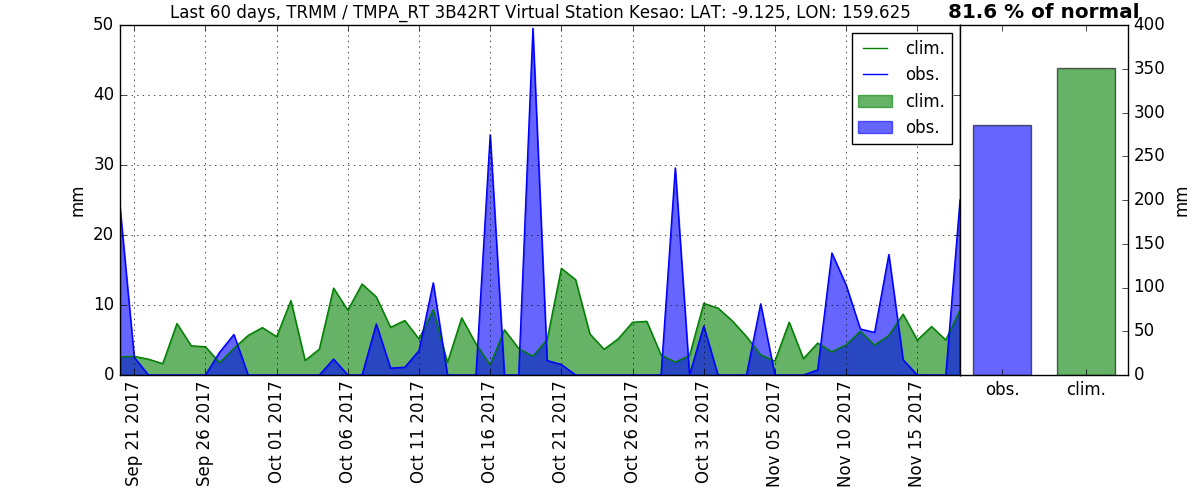 Last 60 days, TRMM / TMPA_RT 3B42RT Virtual Station Kesao: LAT: -9.125, LON: 159.625
81.6 % of normal
50
40
30
20
10
0
mm
clim.
obs.
clim.
obs.
400
350
300
250
200
150
100
50
0
mm
obs.
clim.
Sep 21 2017
Sep 26 2017
Oct 01 2017
Oct 06 2017
Oct 11 2017
Oct 16 2017
Oct 21 2017
Oct 26 2017
Oct 31 2017
Nov 05 2017
Nov 10 2017
Nov 15 2017